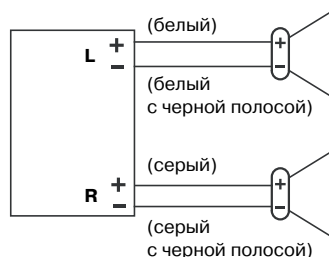 (белый)
L + − + −
(белый
с черной полосой)
(серый)
R + − + −
(серый
с черной полосой)